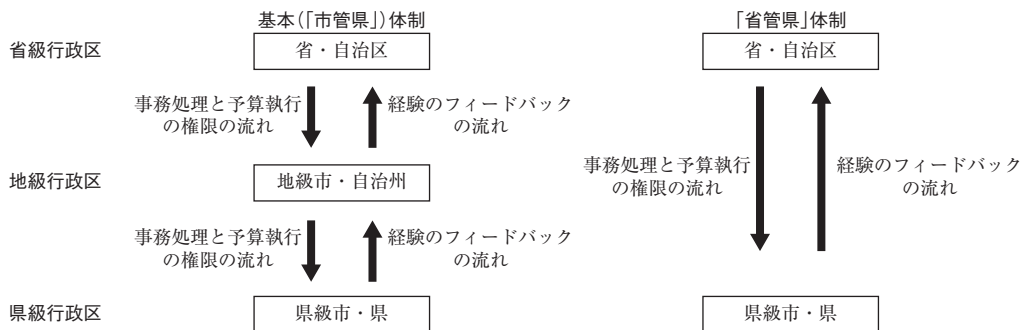 基本(「市管県」)体制
「省管県」体制
省級行政区
省・自治区
省・自治区
事務処理と予算執行
の権限の流れ
経験のフィードバック
の流れ
事務処理と予算執行
の権限の流れ
経験のフィードバック
の流れ
地級行政区
地級市・自治州
事務処理と予算執行
の権限の流れ
経験のフィードバック
の流れ
県級行政区
県級市・県
県級市・県